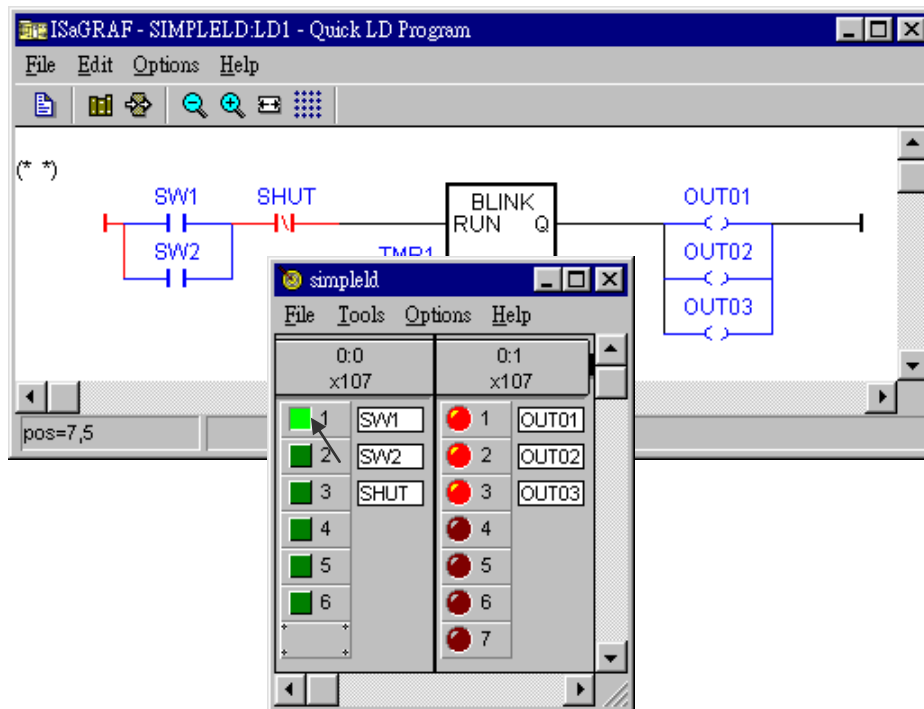 ISaGRAF - SIMPLELD:LD1 - Quick LD Program
File Edit Options Help
(* *)
SW1 SHUT BLINK OUT01
RUN Q
SW2 TMR1 OUT02
OUT03
pos=7,5
simpleld
File Tools Options Help
0:0 0:1
x107 x107
1 SW1 1 OUT01
2 SW2 2 OUT02
3 SHUT 3 OUT03
4 4
5 5
6 6
7